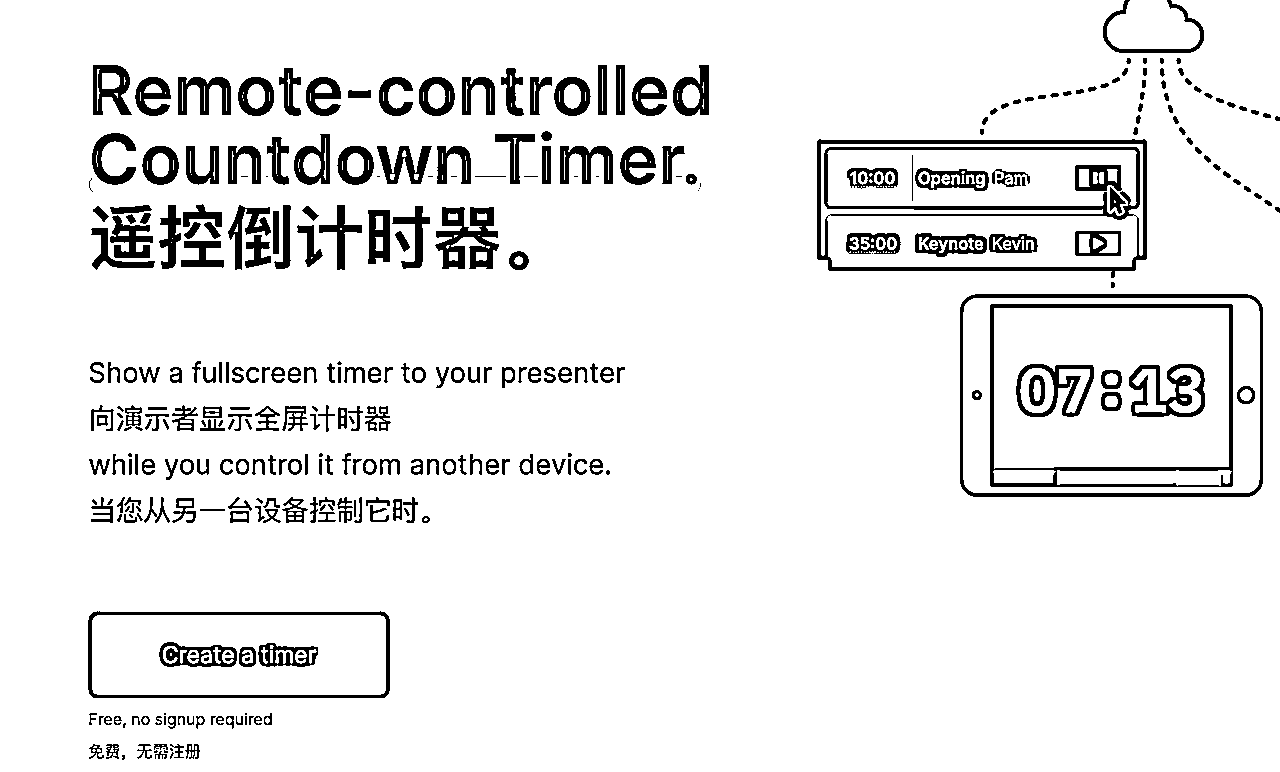 Remote-controlled
Countdown Timer.
遥控倒计时器。
Show a fullscreen timer to your presenter
向演示者显示全屏计时器
while you control it from another device.
当您从另一台设备控制它时。
Create a timer
Free, no signup required
免费，无需注册
10:00 Opening Pam
35:00 Keynote Kevin
07:13